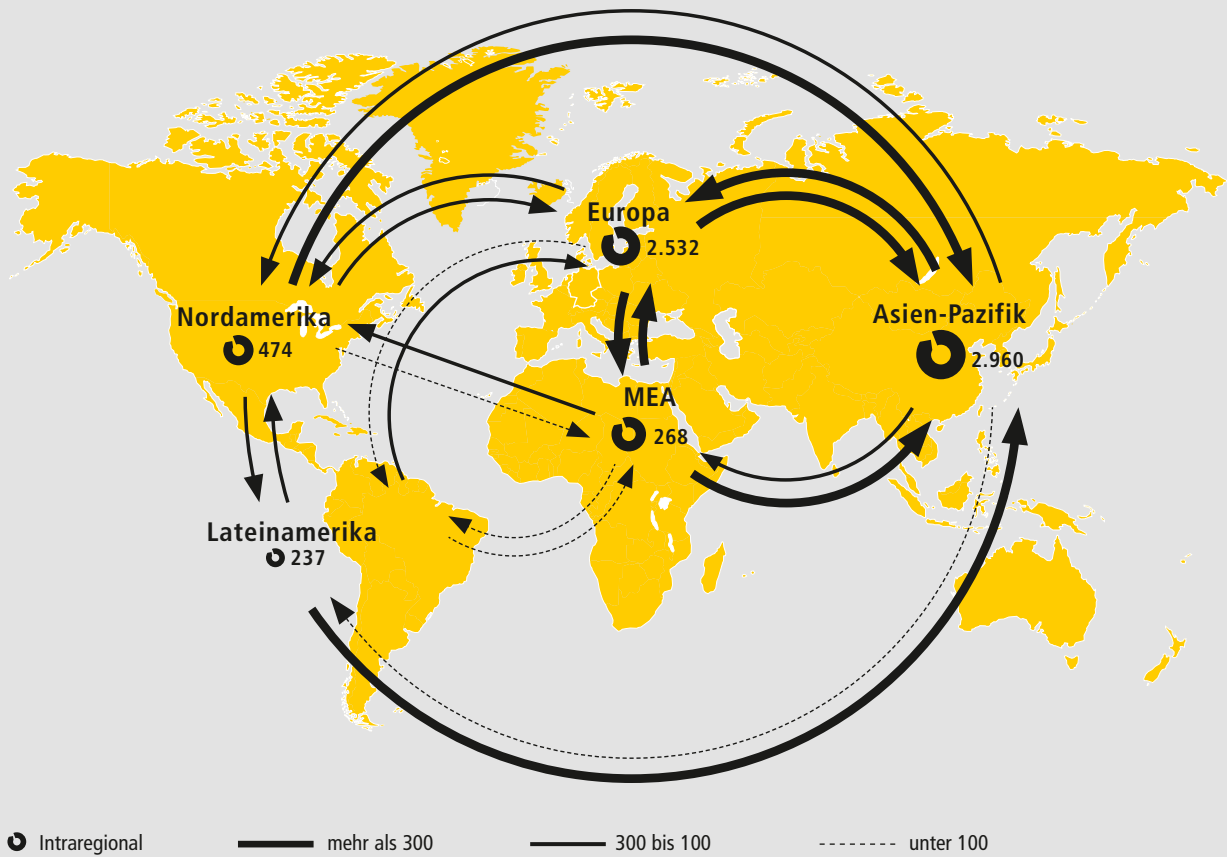 Europa
2.532
Nordamerika
474
Asien-Pazifik
2.960
MEA
268
Lateinamerika
237
Intraregional
mehr als 300
300 bis 100
unter 100